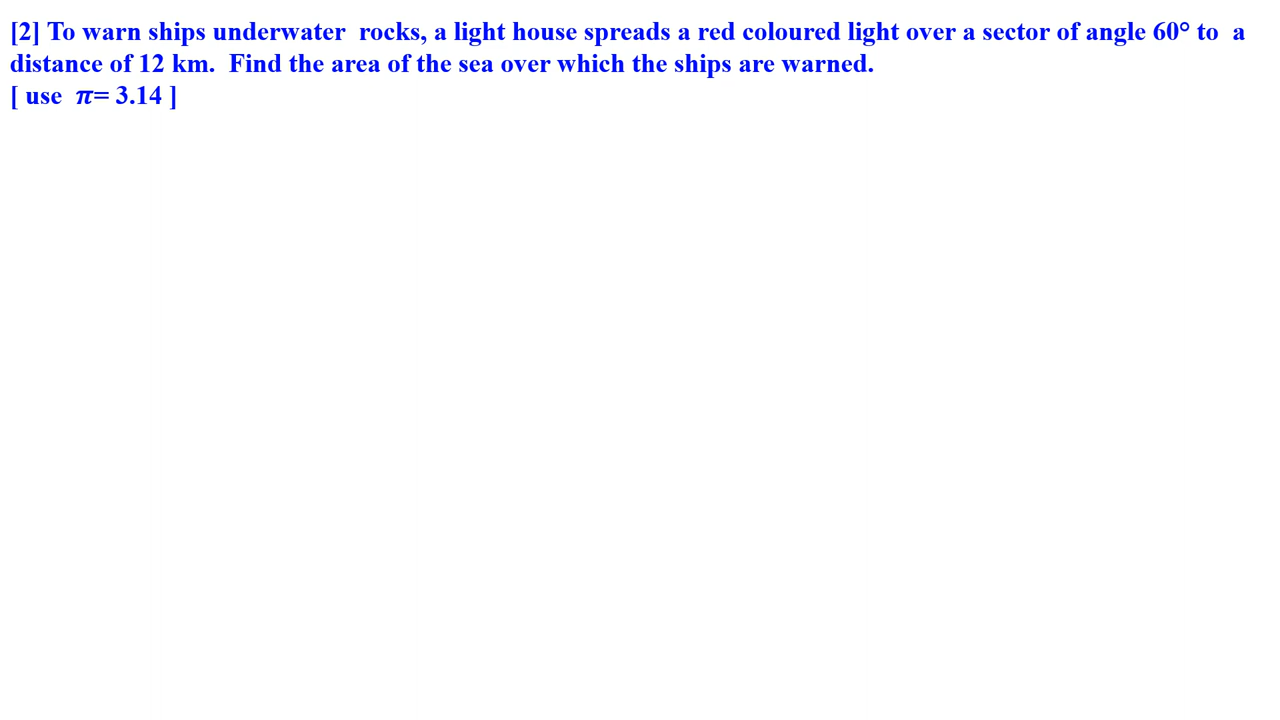 [2] To warn ships underwater  rocks, a light house spreads a red coloured light over a sector of angle 60° to  a
distance of 12 km.  Find the area of the sea over which the ships are warned.
[ use  π= 3.14 ]